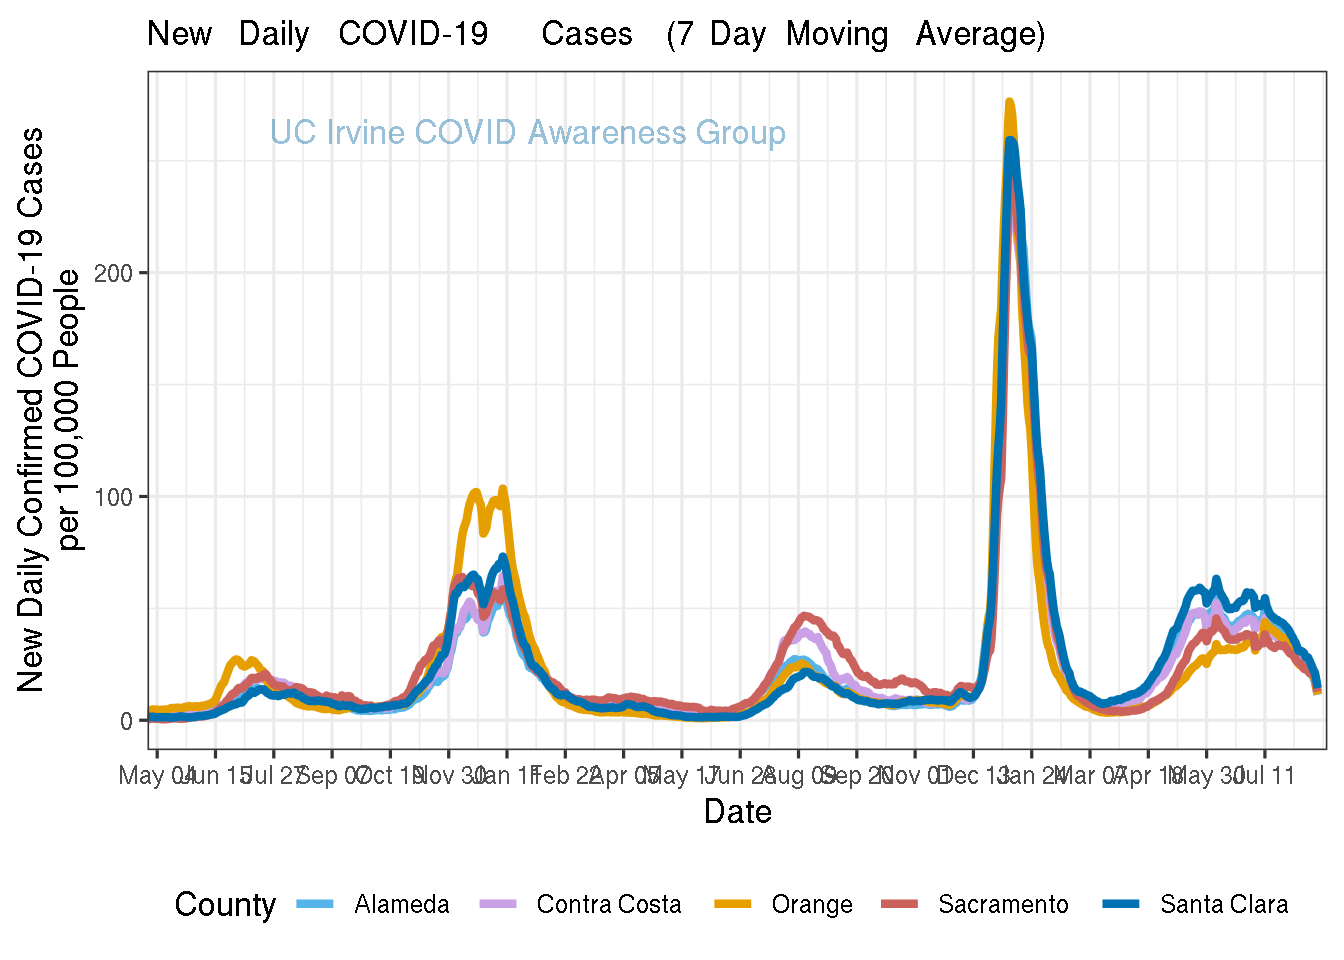 New Daily COVID-19 Cases (7 Day Moving Average)
UC Irvine COVID Awareness Group
New Daily Confirmed COVID-19 Cases
per 100,000 People
200
100
0
May 04 Jun 15 Jul 27 Sep 07 Oct 19 Nov 30 Jan 11 Feb 22 Apr 05 May 17 Jun 28 Aug 09 Sep 20 Nov 01 Dec 13 Jan 24 Mar 07 Apr 18 May 30 Jul 11
Date
County Alameda Contra Costa Orange Sacramento Santa Clara